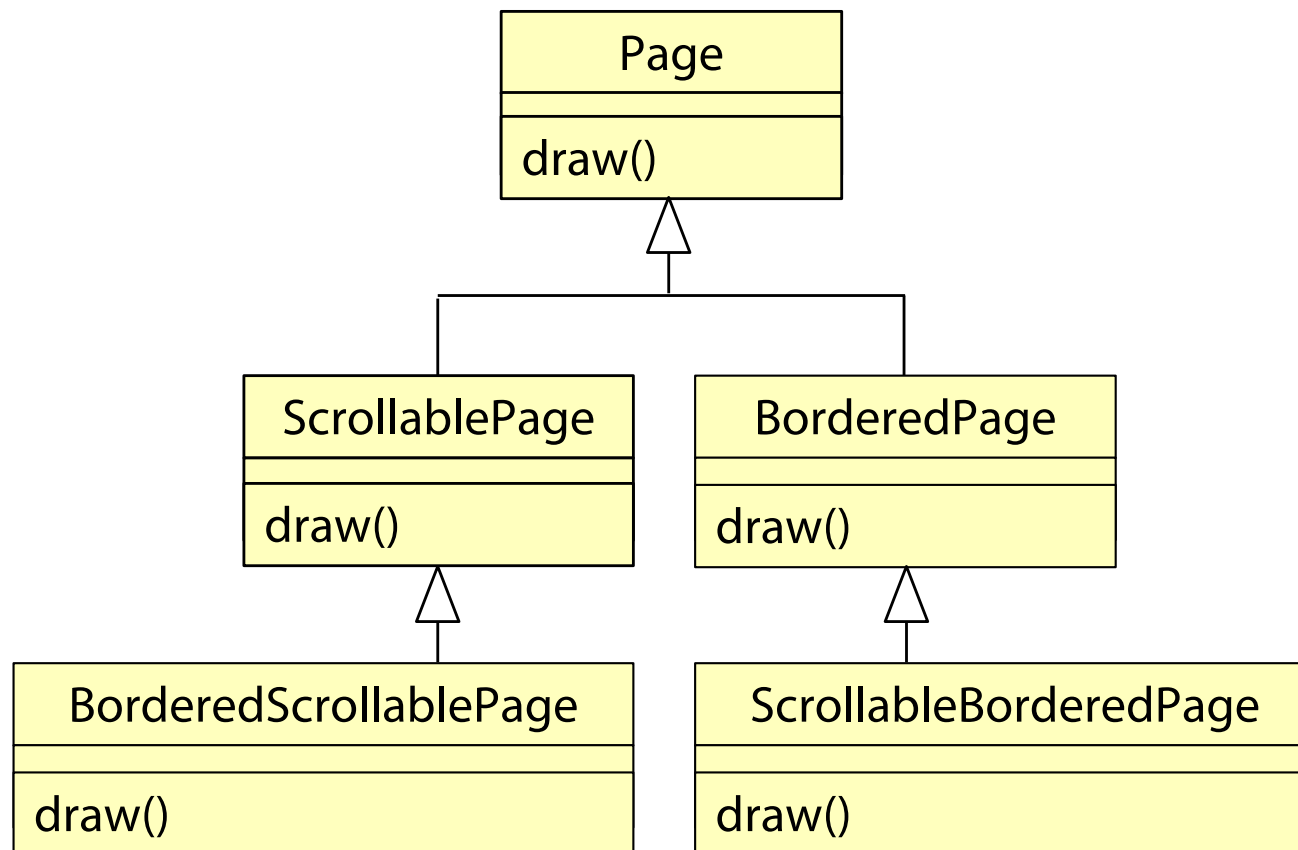 Page
draw()
ScrollablePage
BorderedPage
draw()
draw()
BorderedScrollablePage
ScrollableBorderedPage
draw()
draw()